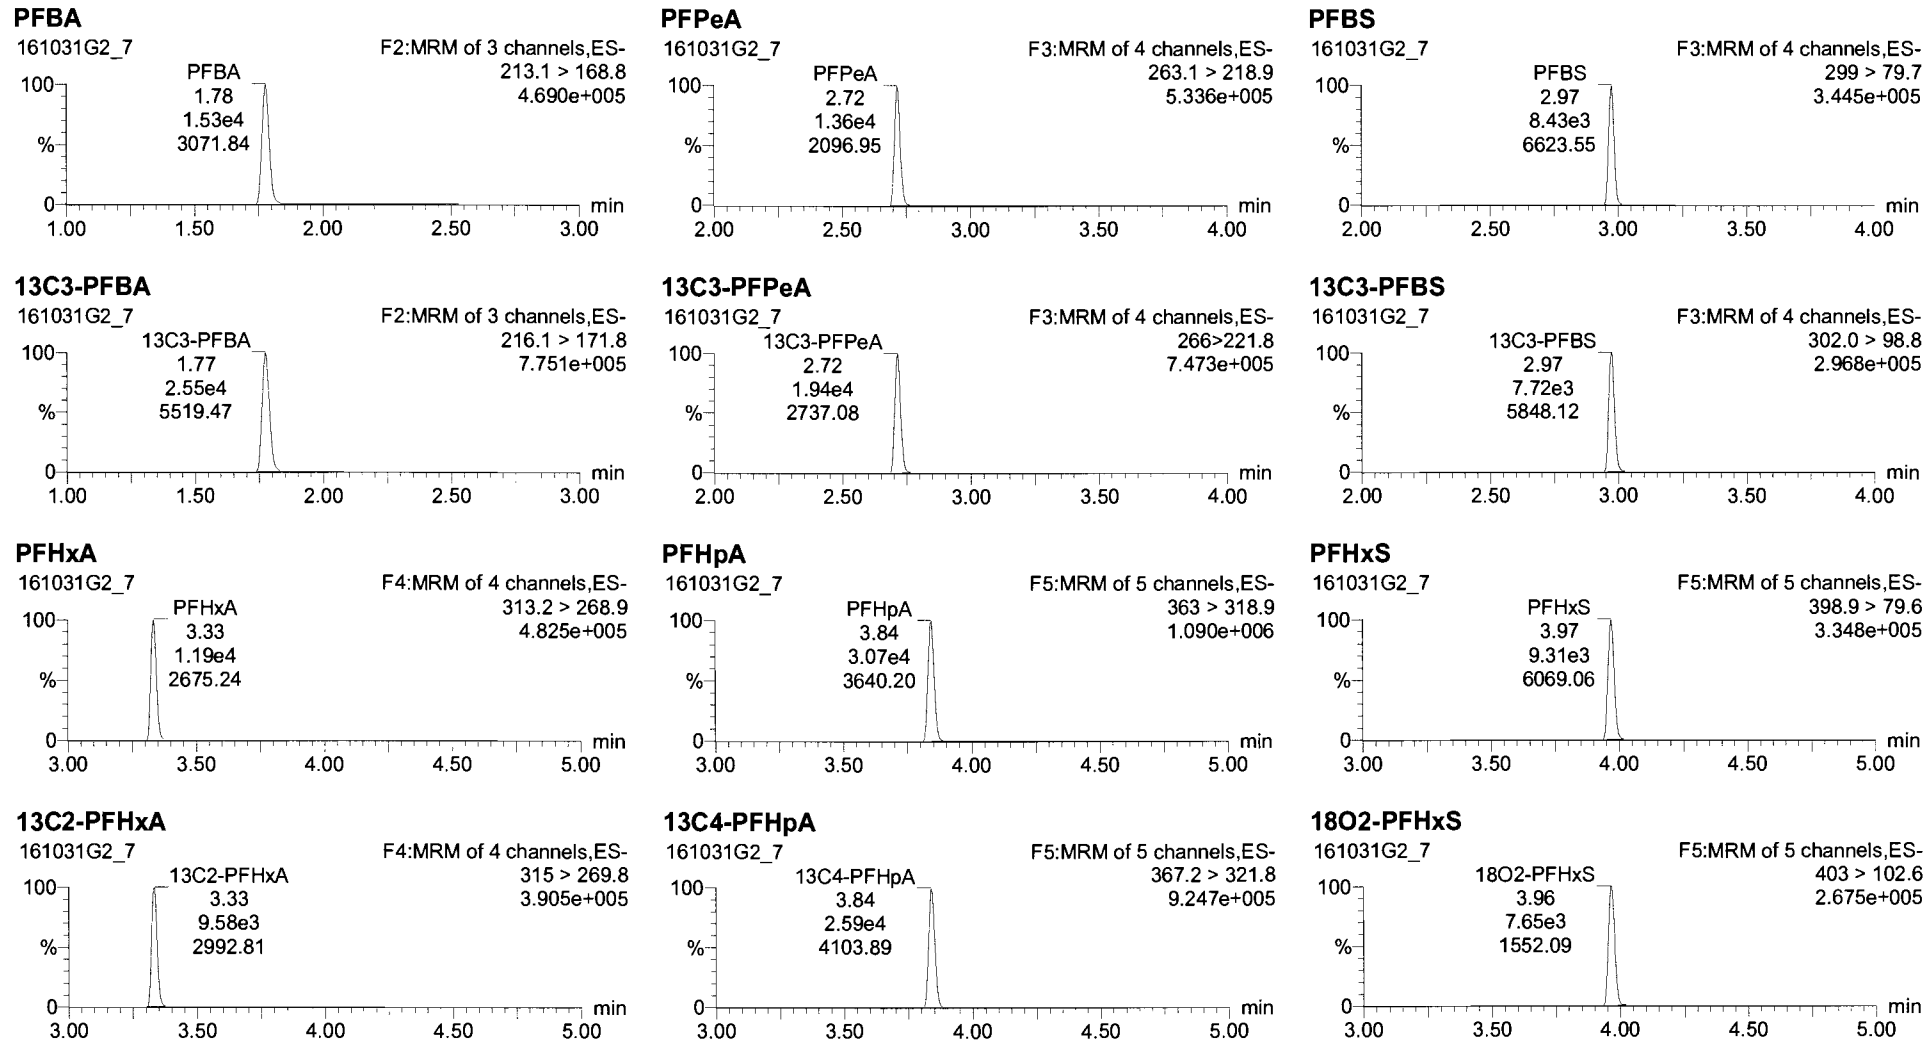 PFBA
161031G2_7
F2:MRM of 3 channels,ES-
213.1 > 168.8
4.690e+005
PFBA
1.78
1.53e4
3071.84
100
%
0
min
1.00 1.50 2.00 2.50 3.00
PFPeA
161031G2_7
F3:MRM of 4 channels,ES-
263.1 > 218.9
5.336e+005
PFPeA
2.72
1.36e4
2096.95
100
%
0
min
2.00 2.50 3.00 3.50 4.00
PFBS
161031G2_7
F3:MRM of 4 channels,ES-
299 > 79.7
3.445e+005
PFBS
2.97
8.43e3
6623.55
100
%
0
min
2.00 2.50 3.00 3.50 4.00
13C3-PFBA
161031G2_7
F2:MRM of 3 channels,ES-
216.1 > 171.8
7.751e+005
13C3-PFBA
1.77
2.55e4
5519.47
100
%
0
min
1.00 1.50 2.00 2.50 3.00
13C3-PFPeA
161031G2_7
F3:MRM of 4 channels,ES-
266>221.8
7.473e+005
13C3-PFPeA
2.72
1.94e4
2737.08
100
%
0
min
2.00 2.50 3.00 3.50 4.00
13C3-PFBS
161031G2_7
F3:MRM of 4 channels,ES-
302.0 > 98.8
2.968e+005
13C3-PFBS
2.97
7.72e3
5848.12
100
%
0
min
2.00 2.50 3.00 3.50 4.00
PFHxA
161031G2_7
F4:MRM of 4 channels,ES-
313.2 > 268.9
4.825e+005
PFHxA
3.33
1.19e4
2675.24
100
%
0
min
3.00 3.50 4.00 4.50 5.00
PFHpA
161031G2_7
F5:MRM of 5 channels,ES-
363 > 318.9
1.090e+006
PFHpA
3.84
3.07e4
3640.20
100
%
0
min
3.00 3.50 4.00 4.50 5.00
PFHxS
161031G2_7
F5:MRM of 5 channels,ES-
398.9 > 79.6
3.348e+005
PFHxS
3.97
9.31e3
6069.06
100
%
0
min
3.00 3.50 4.00 4.50 5.00
13C2-PFHxA
161031G2_7
F4:MRM of 4 channels,ES-
315 > 269.8
3.905e+005
13C2-PFHxA
3.33
9.58e3
2992.81
100
%
0
min
3.00 3.50 4.00 4.50 5.00
13C4-PFHpA
161031G2_7
F5:MRM of 5 channels,ES-
367.2 > 321.8
9.247e+005
13C4-PFHpA
3.84
2.59e4
4103.89
100
%
0
min
3.00 3.50 4.00 4.50 5.00
18O2-PFHxS
161031G2_7
F5:MRM of 5 channels,ES-
403 > 102.6
2.675e+005
18O2-PFHxS
3.96
7.65e3
1552.09
100
%
0
min
3.00 3.50 4.00 4.50 5.00